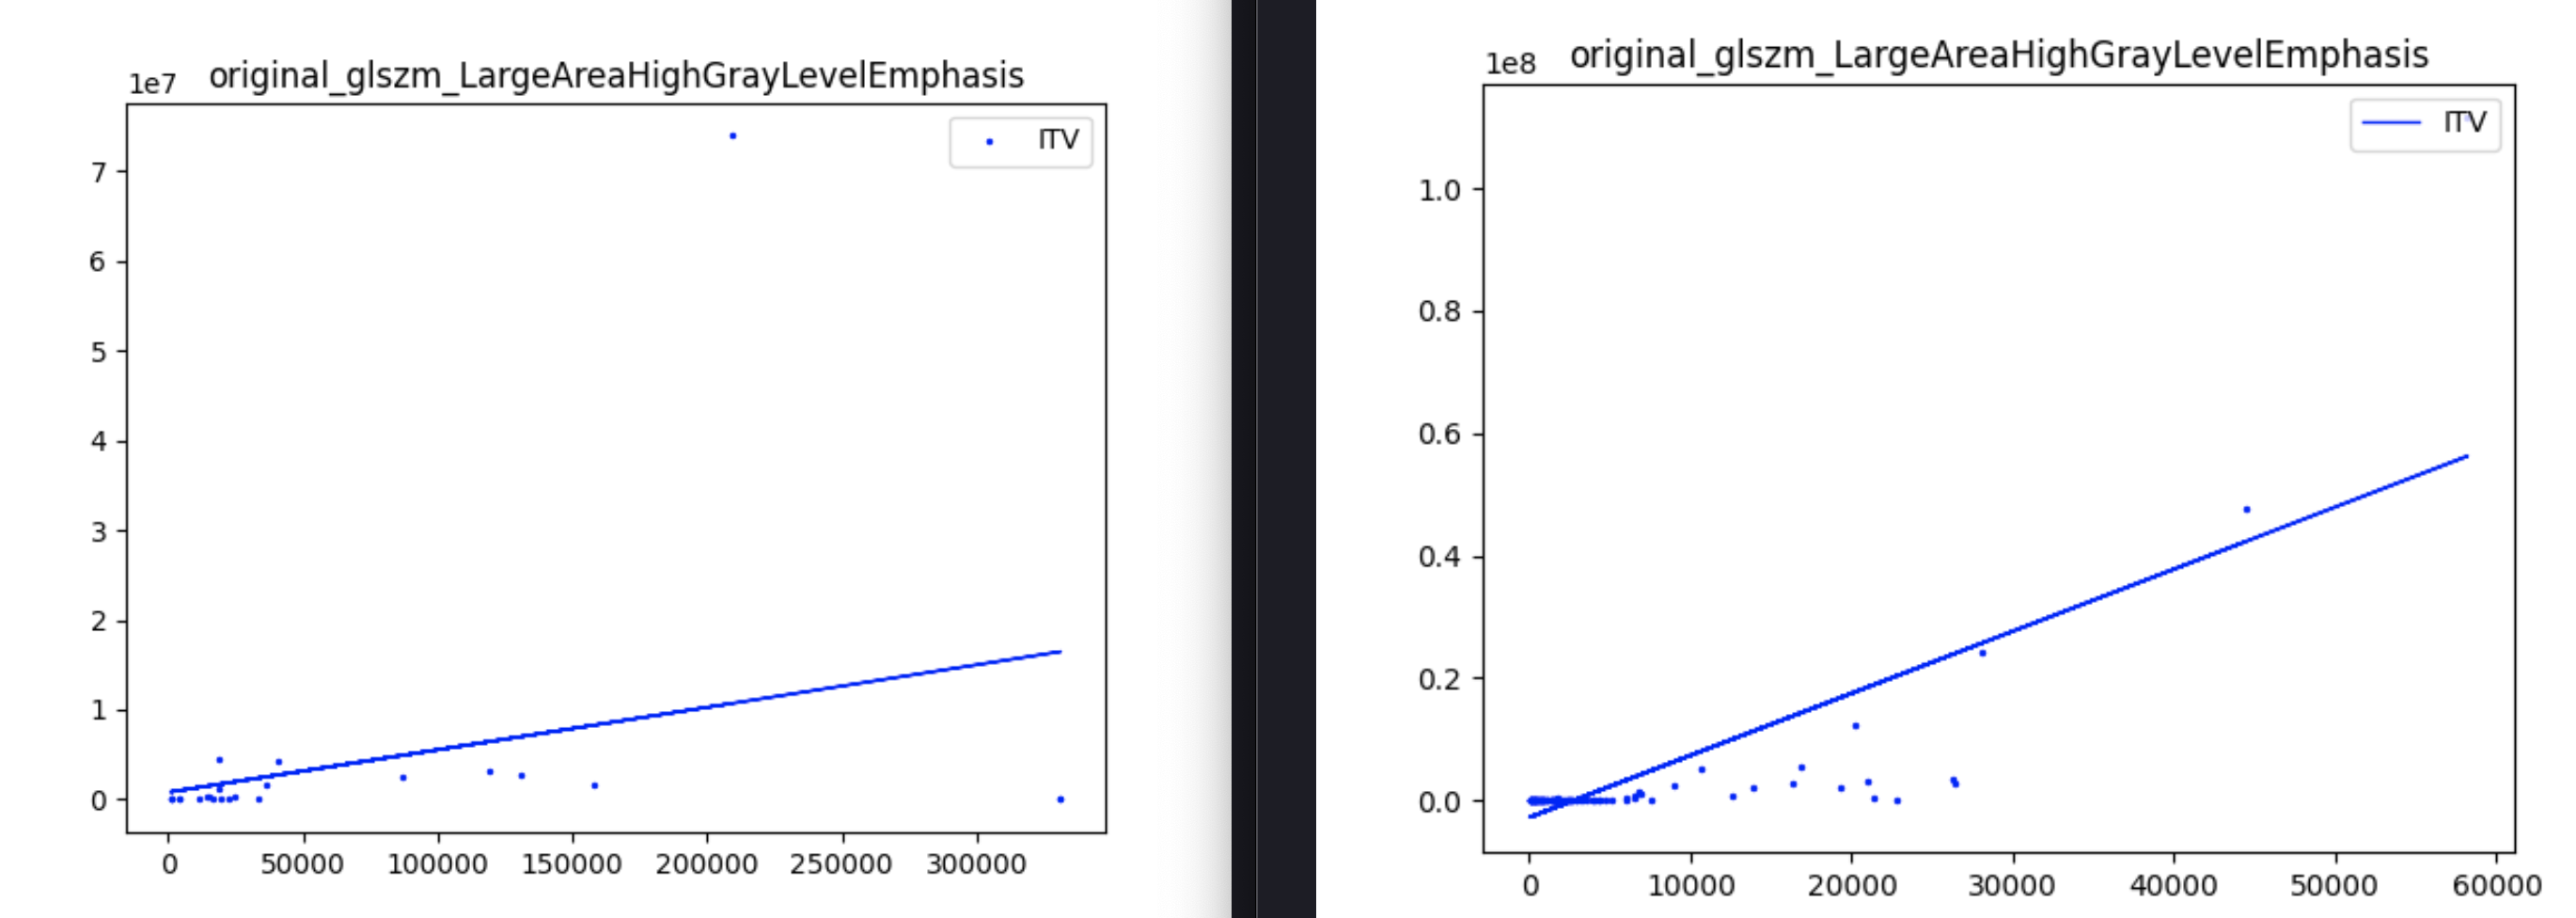 1e7 original_glszm_LargeAreaHighGrayLevelEmphasis
ITV
7
6
5
4
3
2
1
0
0 50000 100000 150000 200000 250000 300000
1e8 original_glszm_LargeAreaHighGrayLevelEmphasis
ITV
1.0
0.8
0.6
0.4
0.2
0.0
0 10000 20000 30000 40000 50000 60000